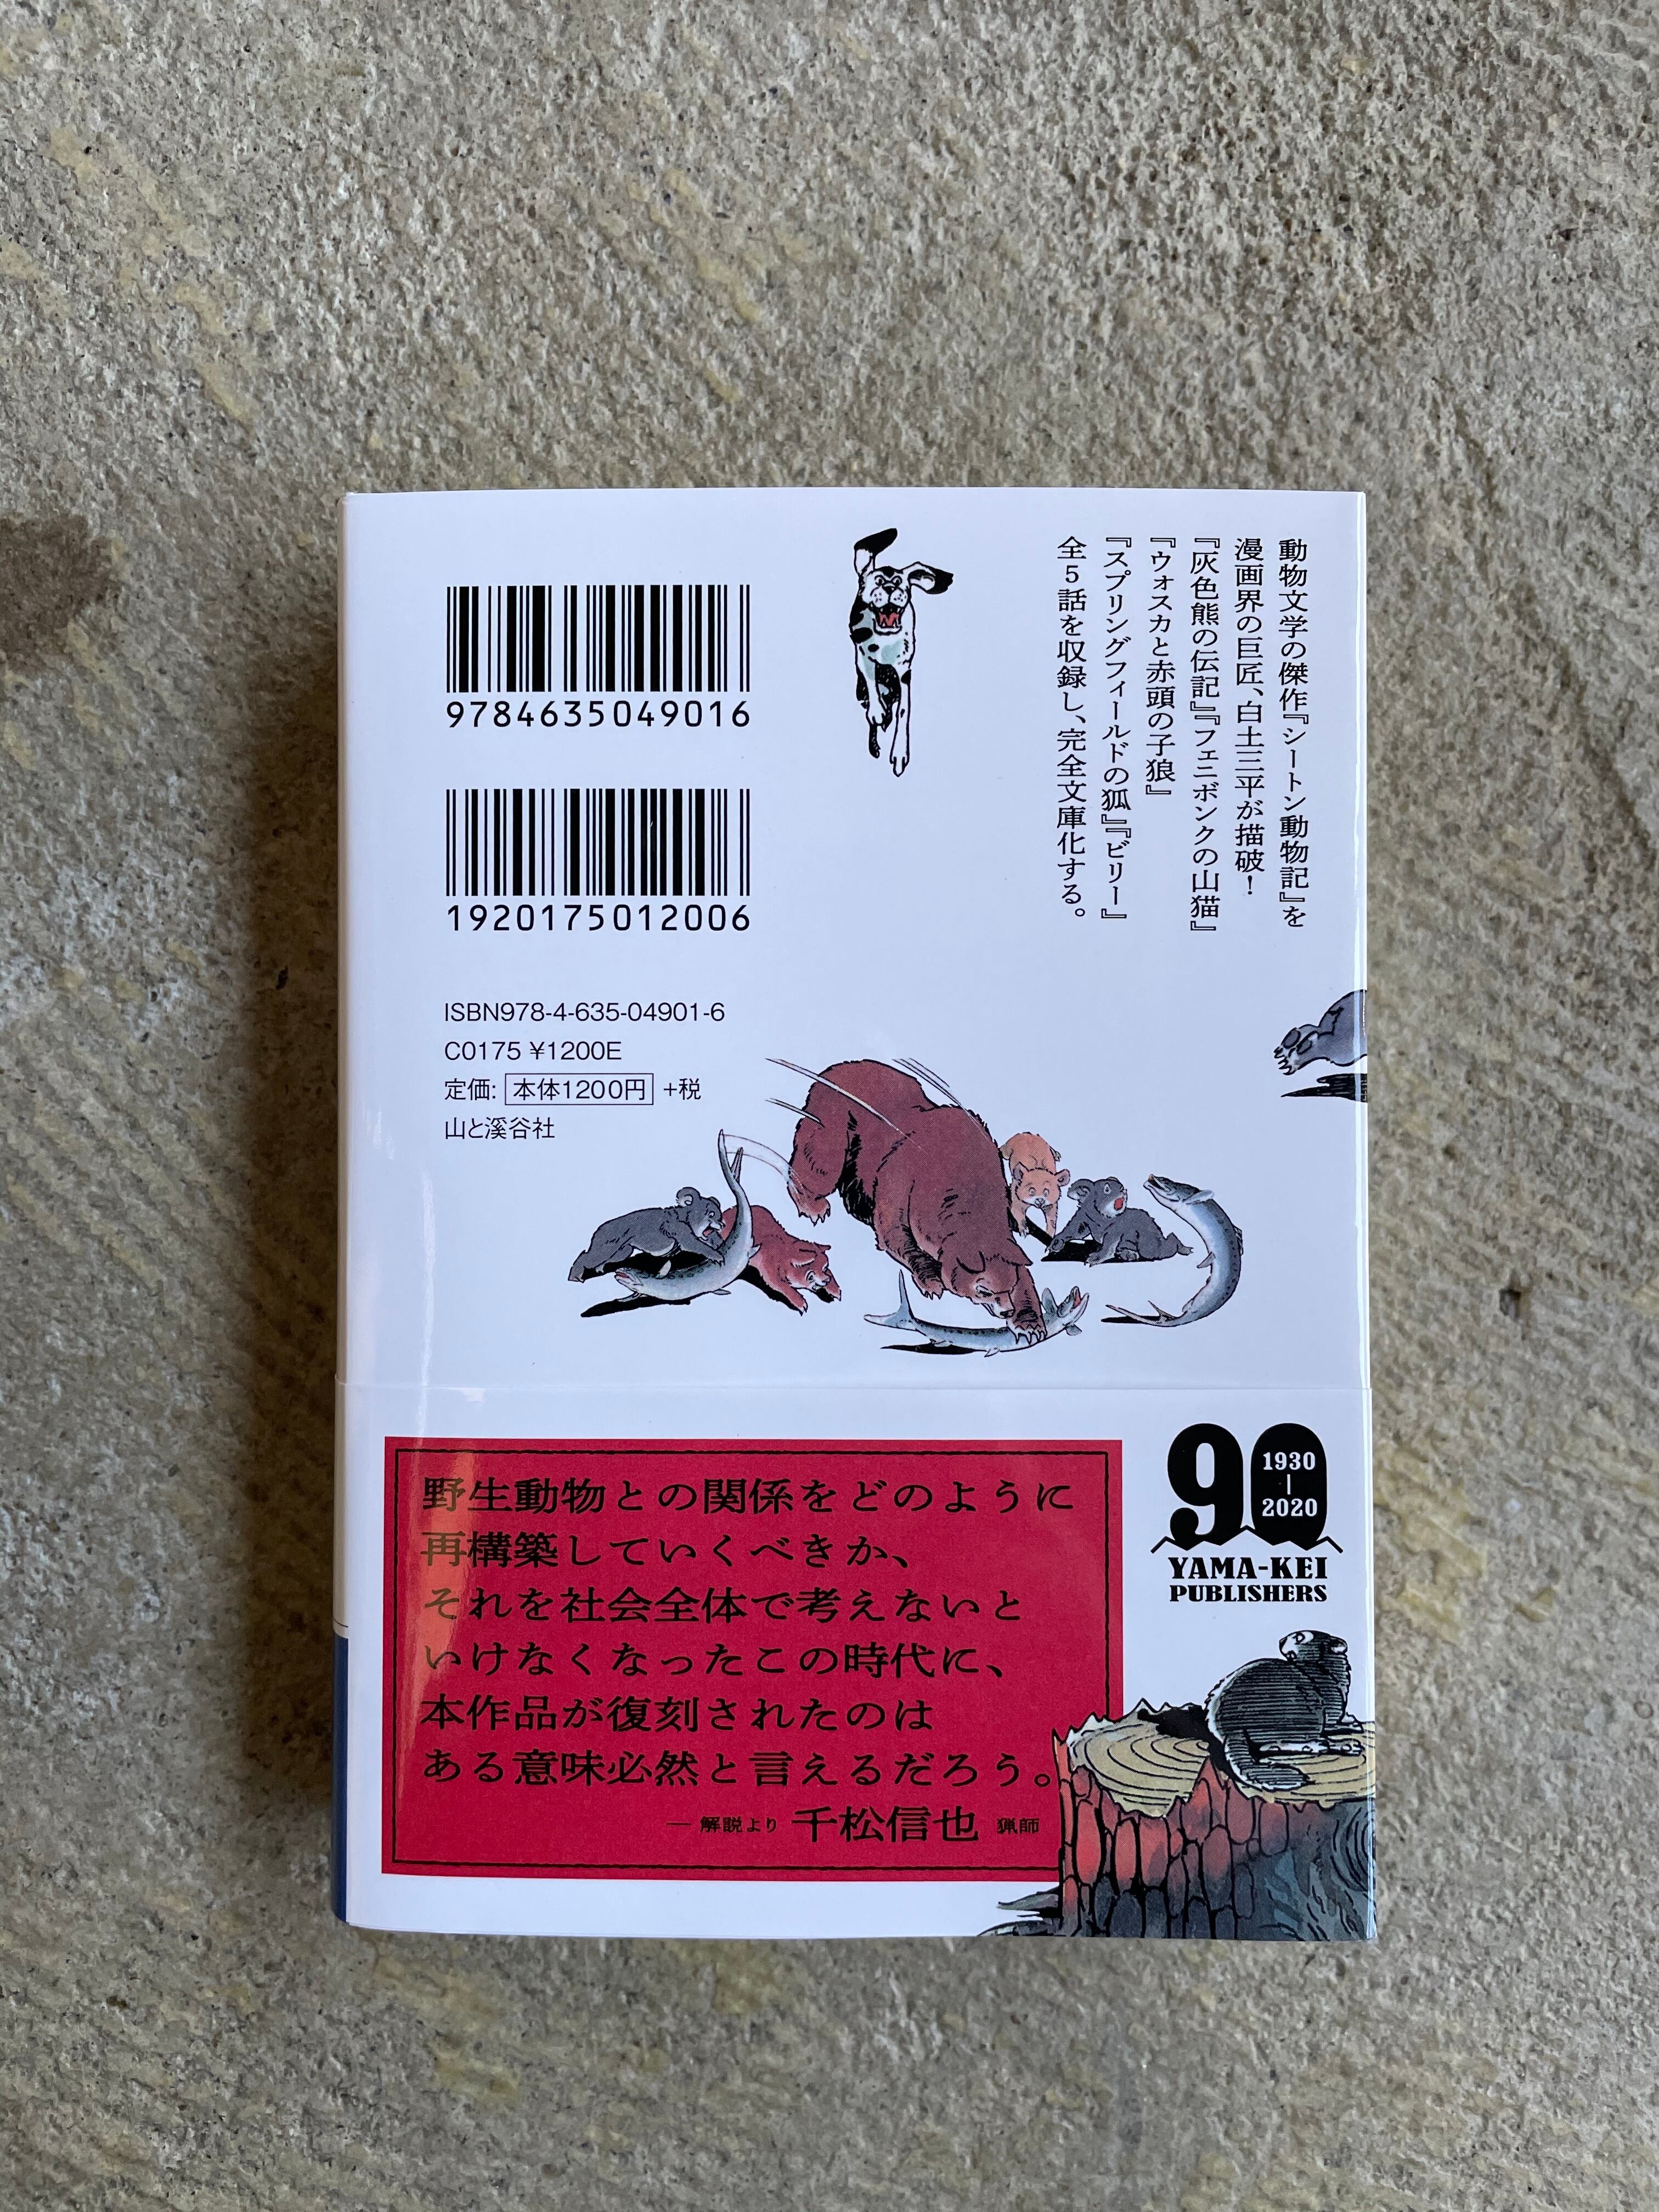 動物文学の傑作『シートン動物記』を
漫画界の巨匠、白土三平が描破！
『灰色熊の伝記』『フェニボンクの山猫』
『ウォスカと赤頭の子狼』
『スプリングフィールドの狐』『ビリー』
全5話を収録し、完全文庫化する。
9784635049016
1920175012006
ISBN978-4-635-04901-6
C0175 ¥1200E
定価: 本体1200円 +税
山と溪谷社
野生動物との関係をどのように
再構築していくべきか、
それを社会全体で考えないと
いけなくなったこの時代に、
本作品が復刻されたのは
ある意味必然と言えるだろう。
― 解説より 千松信也 猟師
90
1930
2020
YAMA-KEI
PUBLISHERS